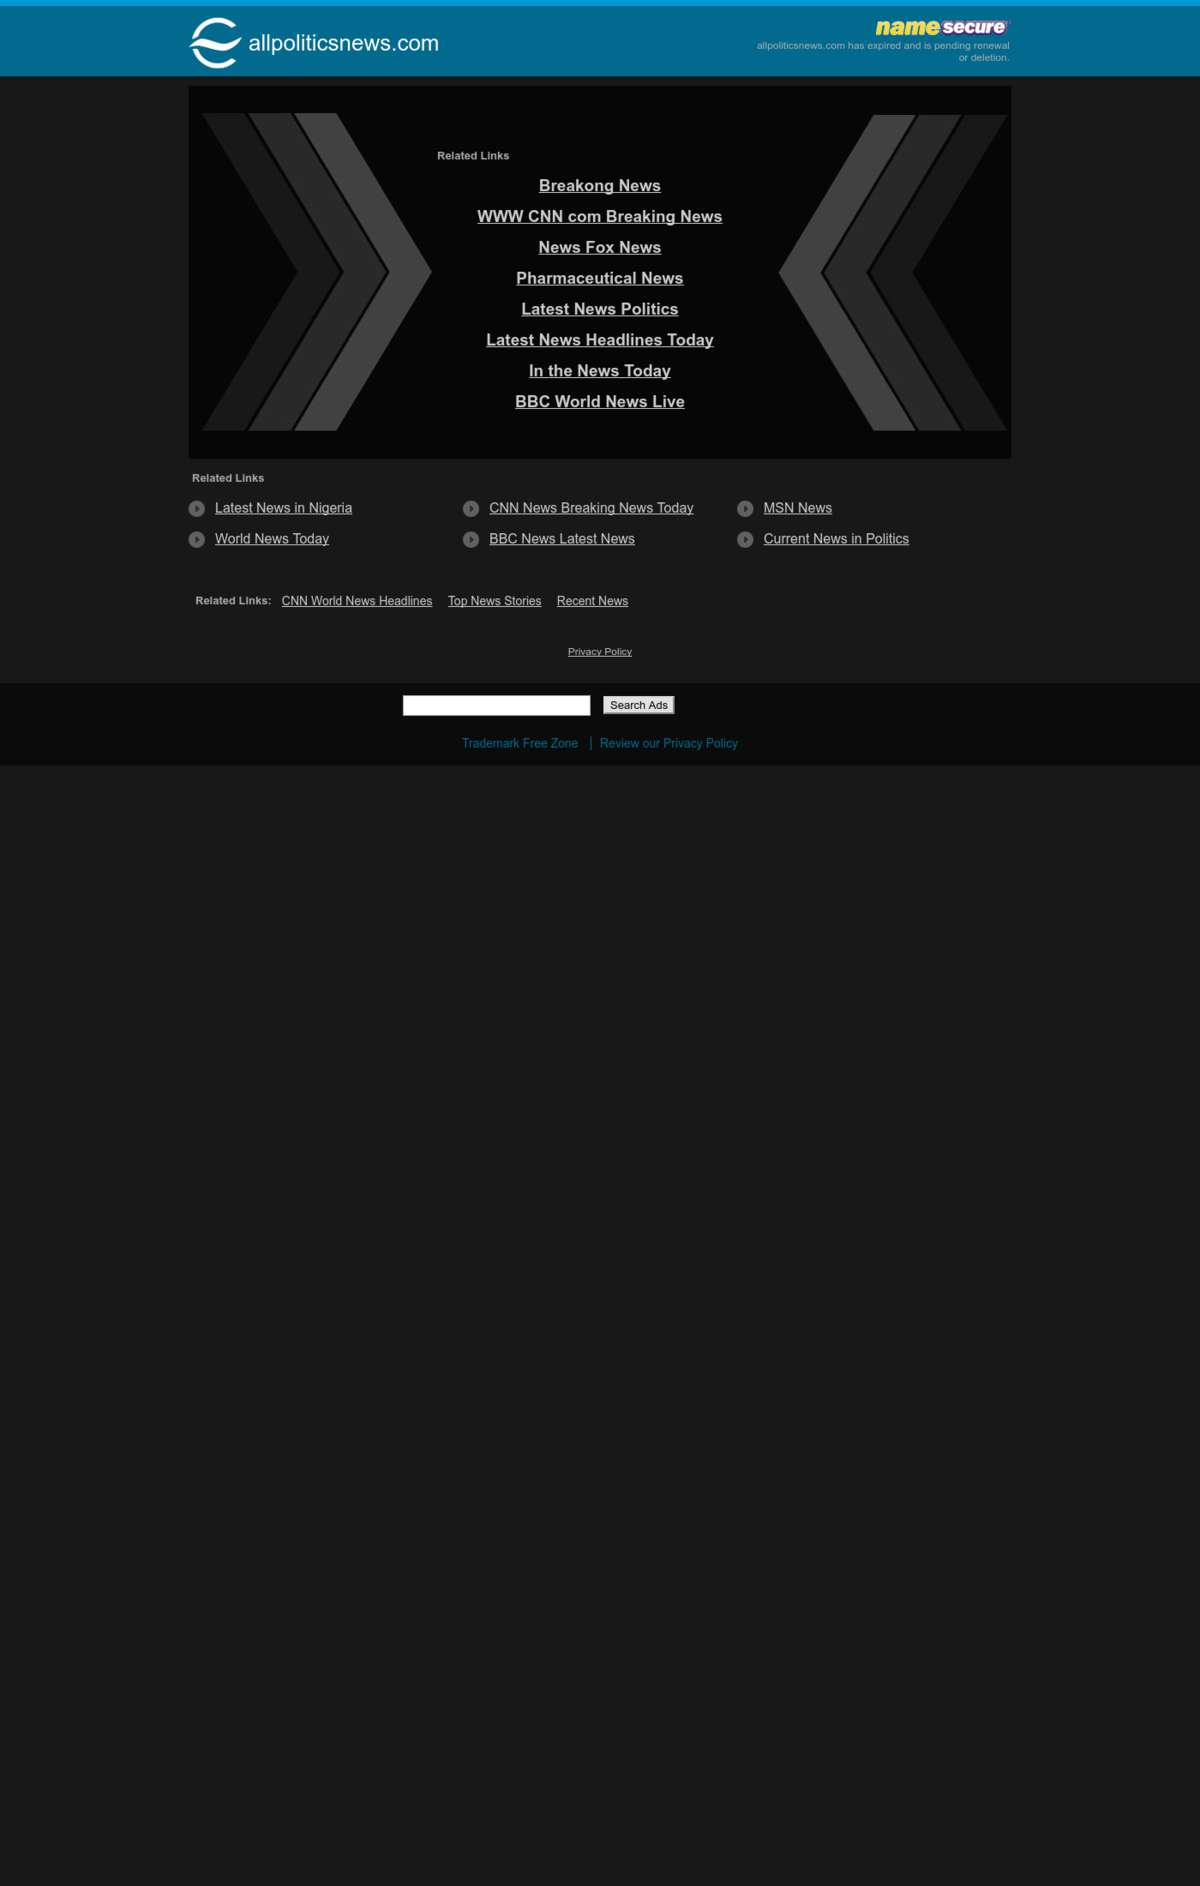 allpoliticsnews.com
namesecure
allpoliticsnews.com has expired and is pending renewal
or deletion.
Related Links
Breakong News
WWW CNN com Breaking News
News Fox News
Pharmaceutical News
Latest News Politics
Latest News Headlines Today
In the News Today
BBC World News Live
Related Links
Latest News in Nigeria CNN News Breaking News Today MSN News
World News Today BBC News Latest News Current News in Politics
Related Links: CNN World News Headlines Top News Stories Recent News
Privacy Policy
Search Ads
Trademark Free Zone | Review our Privacy Policy